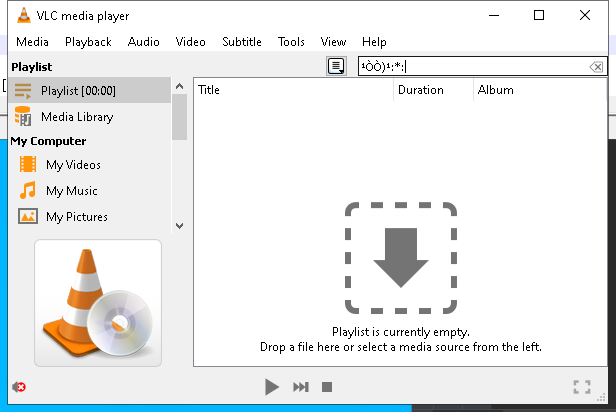 VLC media player
Media Playback Audio Video Subtitle Tools View Help
Playlist
¹ÒÒ)¹:*:
Playlist [00:00]
Title Duration Album
Media Library
My Computer
My Videos
My Music
My Pictures
Playlist is currently empty.
Drop a file here or select a media source from the left.